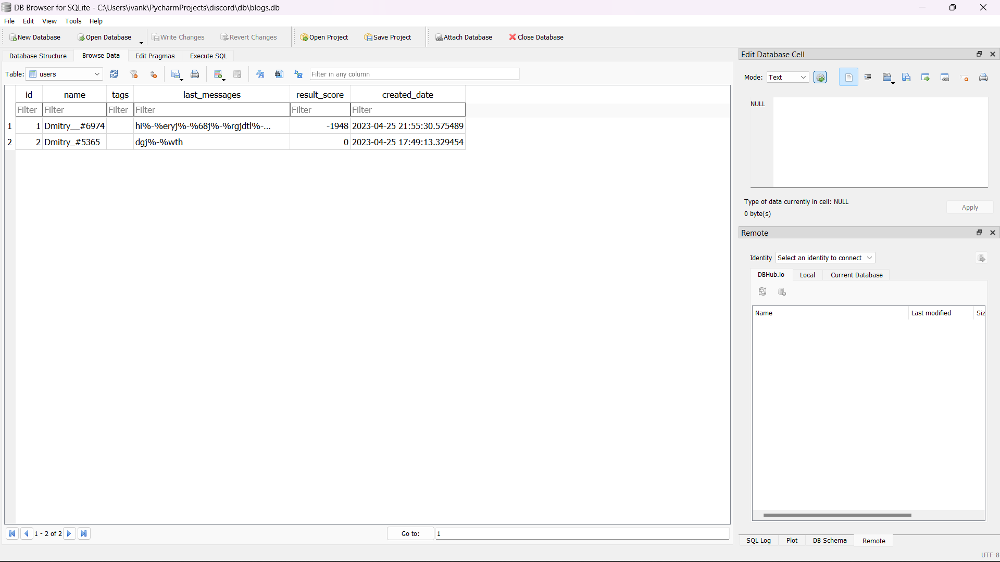 DB Browser for SQLite - C:\Users\ivank\PycharmProjects\discord\db\blogs.db
File Edit View Tools Help
New Database Open Database Write Changes Revert Changes Open Project Save Project Attach Database Close Database
Database Structure Browse Data Edit Pragmas Execute SQL
Table: users Filter in any column
id name tags last_messages result_score created_date
Filter Filter Filter Filter Filter Filter
1 1 Dmitry__#6974 hi%-%eryj%-%68j%-%rgjdtl%-... -1948 2023-04-25 21:55:30.575489
2 2 Dmitry_#5365 dgj%-%wth 0 2023-04-25 17:49:13.329454
1 - 2 of 2 Go to: 1
Edit Database Cell
Mode: Text
NULL
Type of data currently in cell: NULL
0 byte(s)
Apply
Remote
Identity Select an identity to connect
DBHub.io Local Current Database
Name Last modified Siz
SQL Log Plot DB Schema Remote
UTF-8